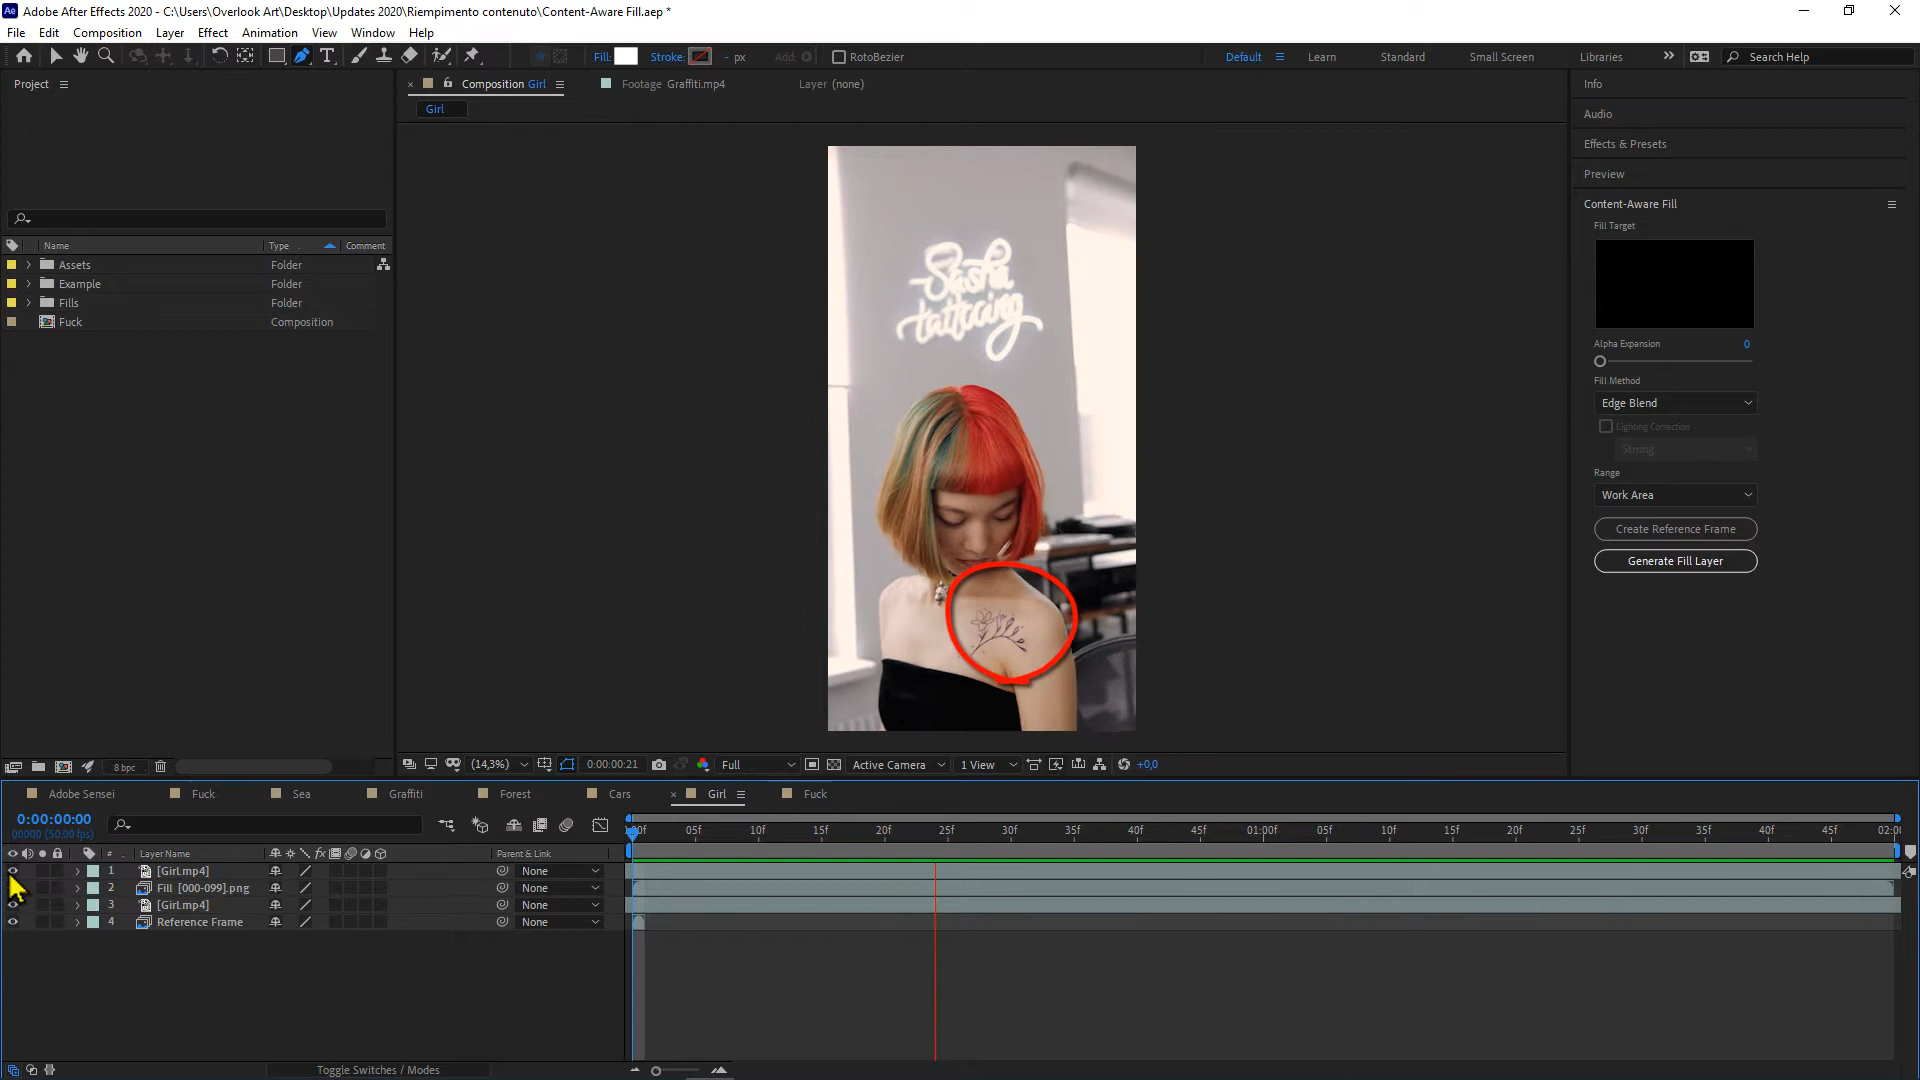 Adobe After Effects 2020 - C:\Users\Overlook Art\Desktop\Updates 2020\Riempimento contenuto\Content-Aware Fill.aep *
File Edit Composition Layer Effect Animation View Window Help
Fill: Stroke: - px Add: RotoBezier Default Learn Standard Small Screen Libraries Search Help
Project
Composition Girl Footage Graffiti.mp4 Layer (none)
Girl
Name Type Comment
Assets Folder
Example Folder
Fills Folder
Fuck Composition
8 bpc
Sasha
tattooing
(14,3%) 0:00:00:21 Full Active Camera 1 View +0,0
Info
Audio
Effects & Presets
Preview
Content-Aware Fill
Fill Target
Alpha Expansion 0
Fill Method
Edge Blend
Lighting Correction
Strong
Range
Work Area
Create Reference Frame
Generate Fill Layer
Adobe Sensei Fuck Sea Graffiti Forest Cars Girl Fuck
0:00:00:00
00000 (50.00 fps)
:00f 05f 10f 15f 20f 25f 30f 35f 40f 45f 01:00f 05f 10f 15f 20f 25f 30f 35f 40f 45f 02:00
# Layer Name fx Parent & Link
1 [Girl.mp4] None
2 Fill [000-099].png None
3 [Girl.mp4] None
4 Reference Frame None
Toggle Switches / Modes